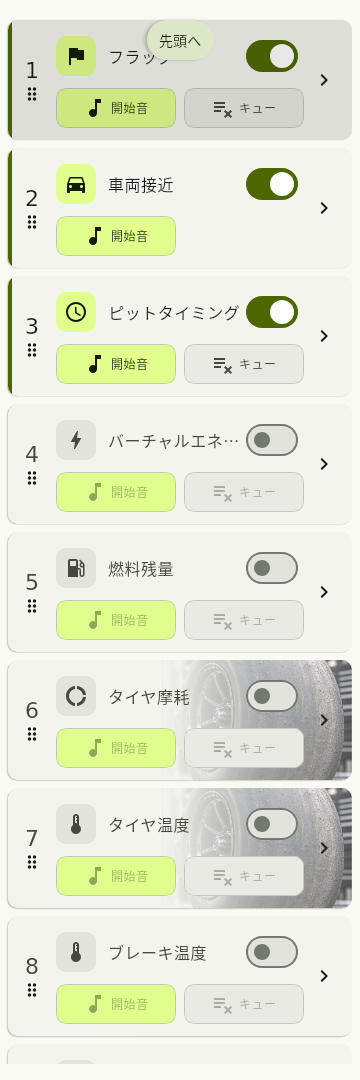 先頭へ
1
フラッグ
開始音
キュー
2
車両接近
開始音
3
ピットタイミング
開始音
キュー
4
バーチャルエネ…
開始音
キュー
5
燃料残量
開始音
キュー
6
タイヤ摩耗
開始音
キュー
7
タイヤ温度
開始音
キュー
8
ブレーキ温度
開始音
キュー